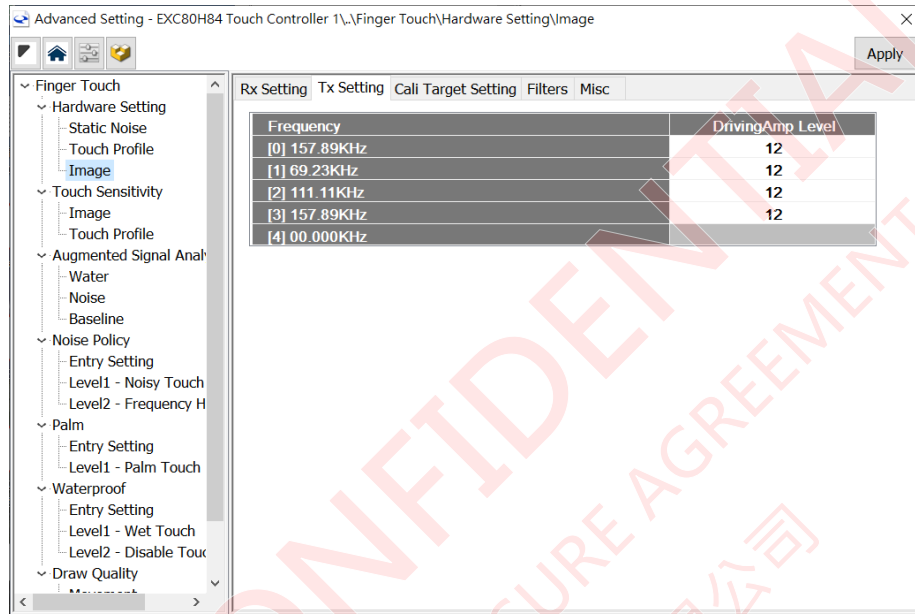 Advanced Setting - EXC80H84 Touch Controller 1\..\Finger Touch\Hardware Setting\Image
Apply
Finger Touch
Hardware Setting
Static Noise
Touch Profile
Image
Touch Sensitivity
Image
Touch Profile
Augmented Signal Analy
Water
Noise
Baseline
Noise Policy
Entry Setting
Level1 - Noisy Touch
Level2 - Frequency H
Palm
Entry Setting
Level1 - Palm Touch
Waterproof
Entry Setting
Level1 - Wet Touch
Level2 - Disable Touc
Draw Quality
Rx Setting Tx Setting Cali Target Setting Filters Misc
Frequency DrivingAmp Level
[0] 157.89KHz 12
[1] 69.23KHz 12
[2] 111.11KHz 12
[3] 157.89KHz 12
[4] 00.000KHz
CONFIDENTIAL
AGREEMENT
公司